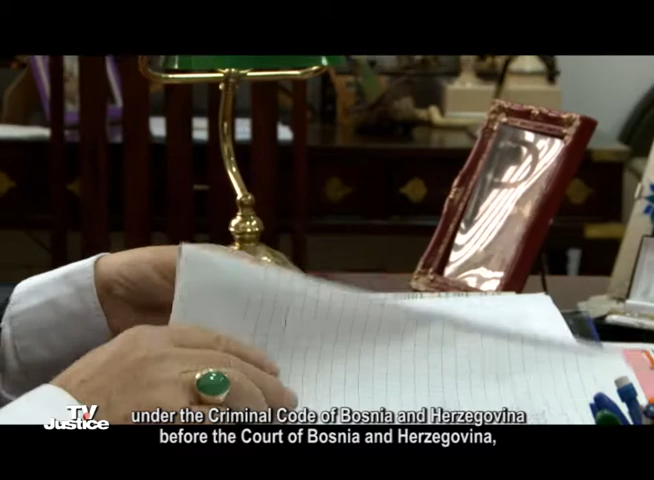 TV
Justice
under the Criminal Code of Bosnia and Herzegovina
before the Court of Bosnia and Herzegovina,